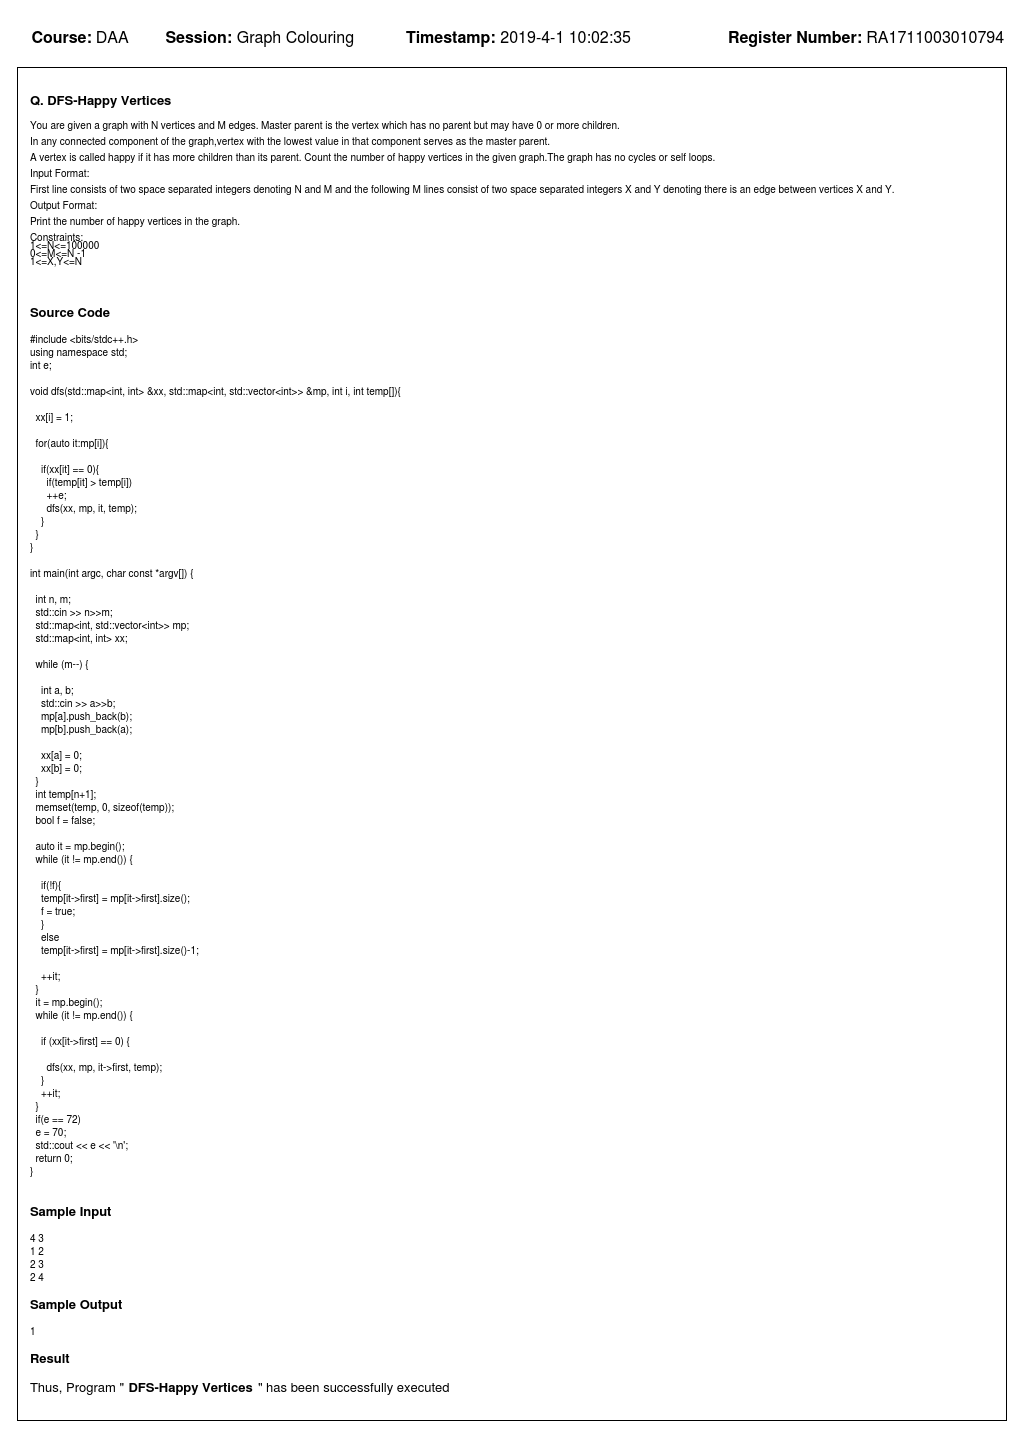 Course: DAA Session: Graph Colouring Timestamp: 2019-4-1 10:02:35 Register Number: RA1711003010794
Q. DFS-Happy Vertices
You are given a graph with N vertices and M edges. Master parent is the vertex which has no parent but may have 0 or more children.
In any connected component of the graph,vertex with the lowest value in that component serves as the master parent.
A vertex is called happy if it has more children than its parent. Count the number of happy vertices in the given graph.The graph has no cycles or self loops.
Input Format:
First line consists of two space separated integers denoting N and M and the following M lines consist of two space separated integers X and Y denoting there is an edge between vertices X and Y.
Output Format:
Print the number of happy vertices in the graph.
Constraints:
1<=N<=100000
0<=M<=N -1
1<=X,Y<=N
Source Code
#include <bits/stdc++.h>
using namespace std;
int e;
void dfs(std::map<int, int> &xx, std::map<int, std::vector<int>> &mp, int i, int temp[]){
xx[i] = 1;
for(auto it:mp[i]){
if(xx[it] == 0){
if(temp[it] > temp[i])
++e;
dfs(xx, mp, it, temp);
}
}
}
int main(int argc, char const *argv[]) {
int n, m;
std::cin >> n>>m;
std::map<int, std::vector<int>> mp;
std::map<int, int> xx;
while (m--) {
int a, b;
std::cin >> a>>b;
mp[a].push_back(b);
mp[b].push_back(a);
xx[a] = 0;
xx[b] = 0;
}
int temp[n+1];
memset(temp, 0, sizeof(temp));
bool f = false;
auto it = mp.begin();
while (it != mp.end()) {
if(!f){
temp[it->first] = mp[it->first].size();
f = true;
}
else
temp[it->first] = mp[it->first].size()-1;
++it;
}
it = mp.begin();
while (it != mp.end()) {
if (xx[it->first] == 0) {
dfs(xx, mp, it->first, temp);
}
++it;
}
if(e == 72)
e = 70;
std::cout << e << '\n';
return 0;
}
Sample Input
4 3
1 2
2 3
2 4
Sample Output
1
Result
Thus, Program " DFS-Happy Vertices " has been successfully executed